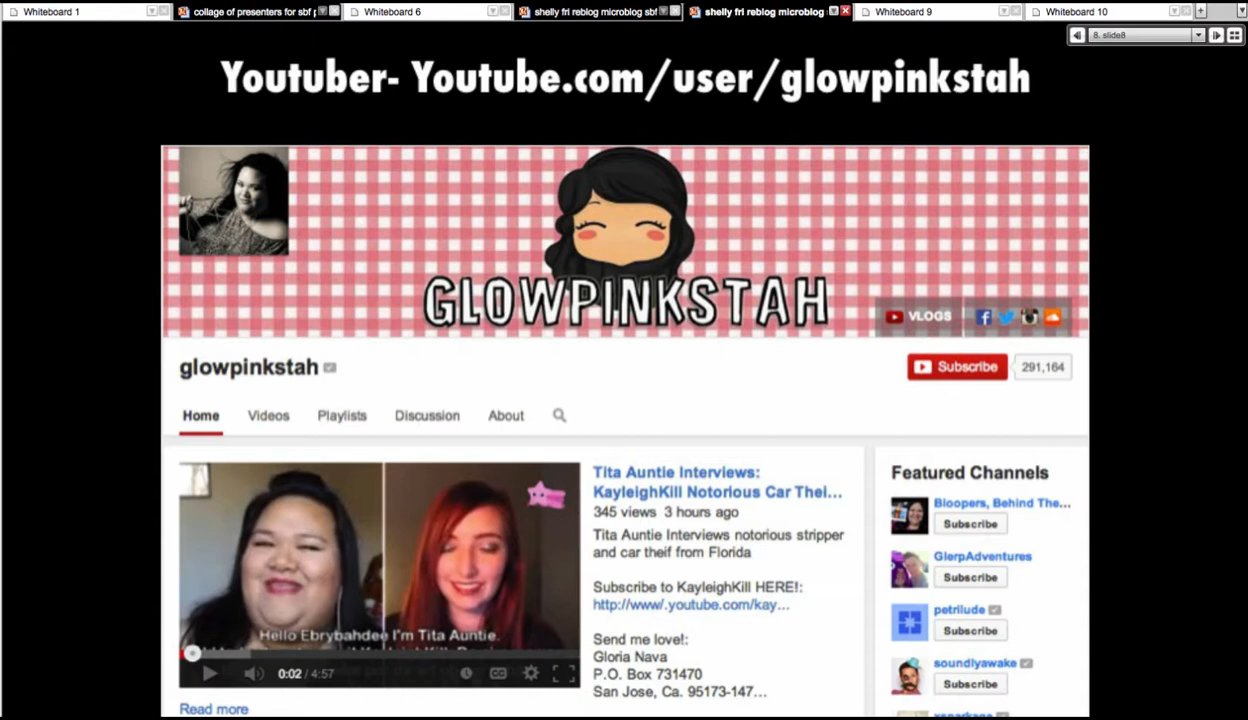 Whiteboard 1
collage of presenters for sbf
Whiteboard 6
shelly fri reblog microblog sbf
shelly fri reblog microblog
Whiteboard 9
Whiteboard 10
8. slide8
Youtuber- Youtube.com/user/glowpinkstah
GLOWPINKSTAH
VLOGS
glowpinkstah
Subscribe 291,164
Home Videos Playlists Discussion About
Tita Auntie Interviews:
KayleighKill Notorious Car Thei...
345 views 3 hours ago
Tita Auntie Interviews notorious stripper
and car theif from Florida
Subscribe to KayleighKill HERE!:
http://www/.youtube.com/kay...
Send me love!:
Gloria Nava
P.O. Box 731470
San Jose, Ca. 95173-147...
Hello Ebrybahdee I'm Tita Auntie.
0:02 / 4:57
CC
Read more
Featured Channels
Bloopers, Behind The...
Subscribe
GlerpAdventures
Subscribe
petrilude
Subscribe
soundlyawake
Subscribe